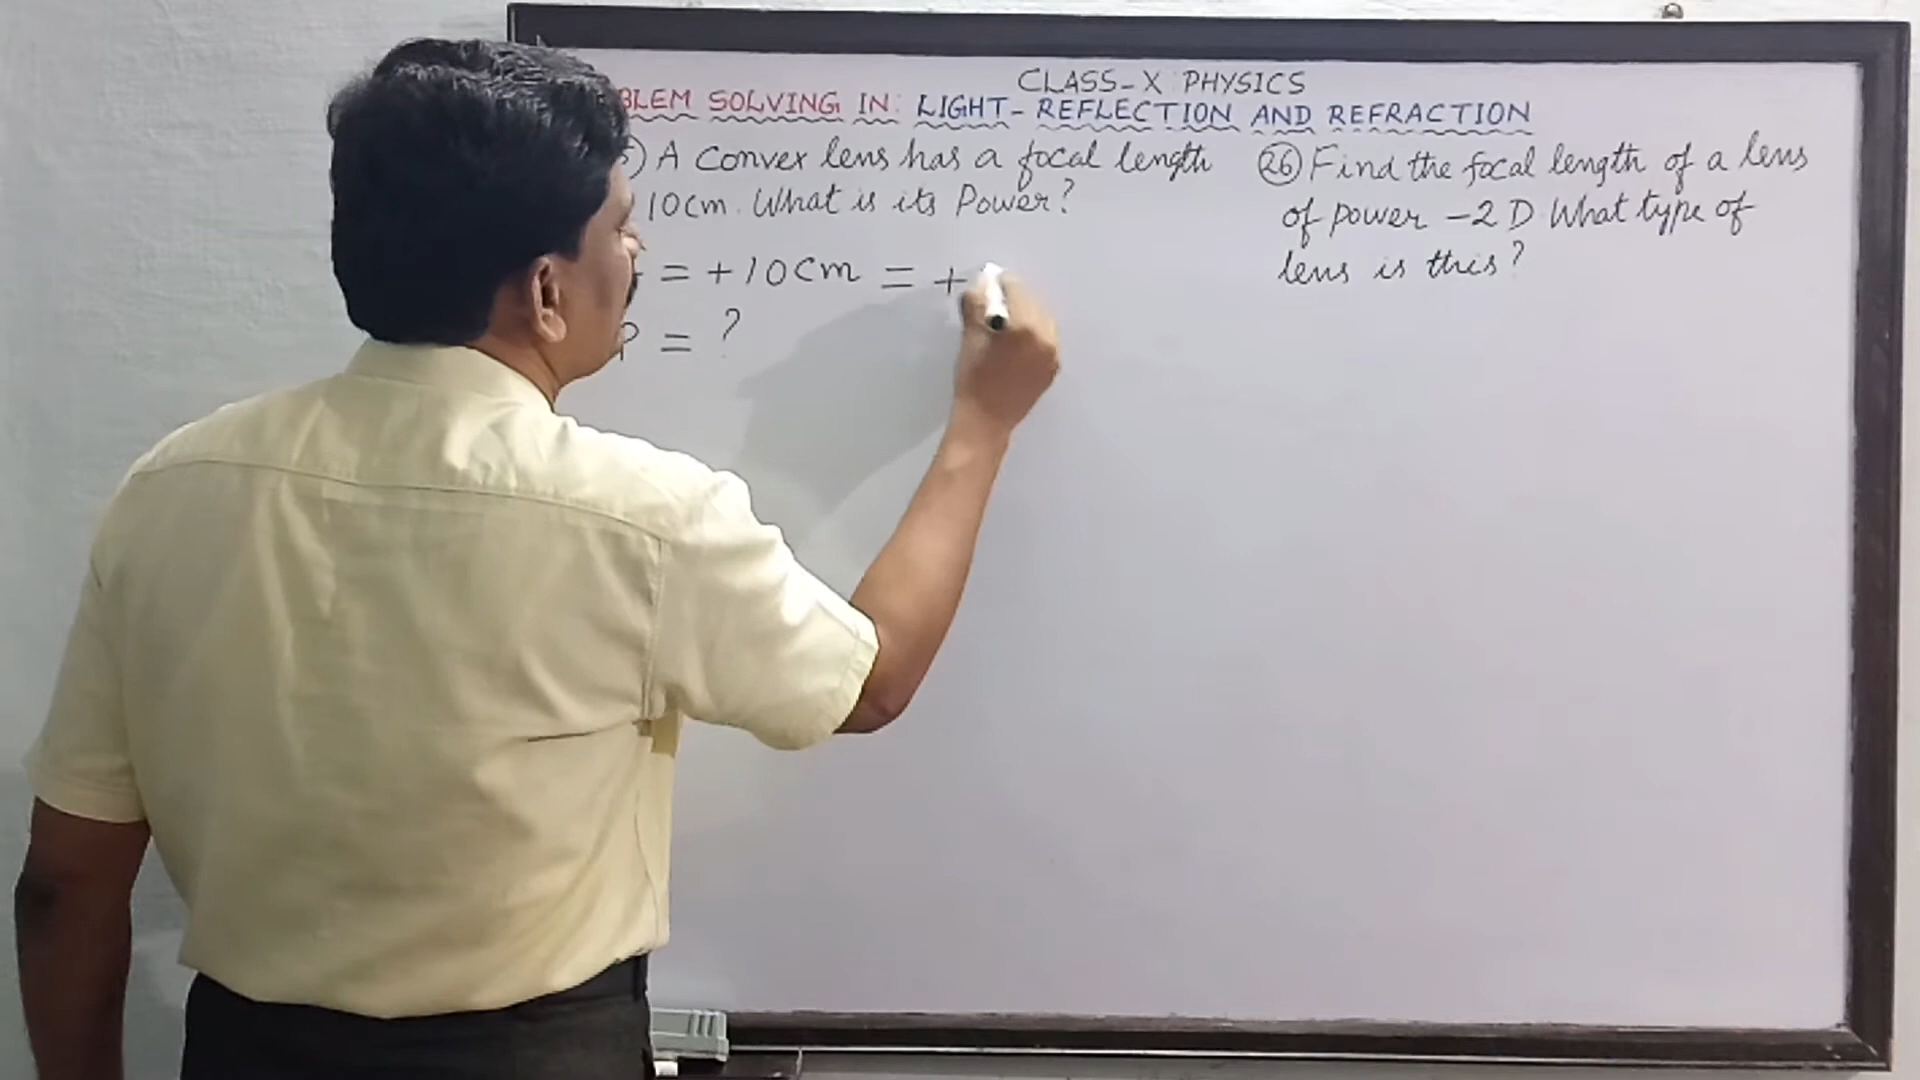 CLASS-X PHYSICS
BLEM SOLVING IN: LIGHT-REFLECTION AND REFRACTION
) A Convex lens has a focal length
10cm. What is its Power?
= +10cm = +
P = ?
26 Find the focal length of a lens
of power -2 D. What type of
lens is this?